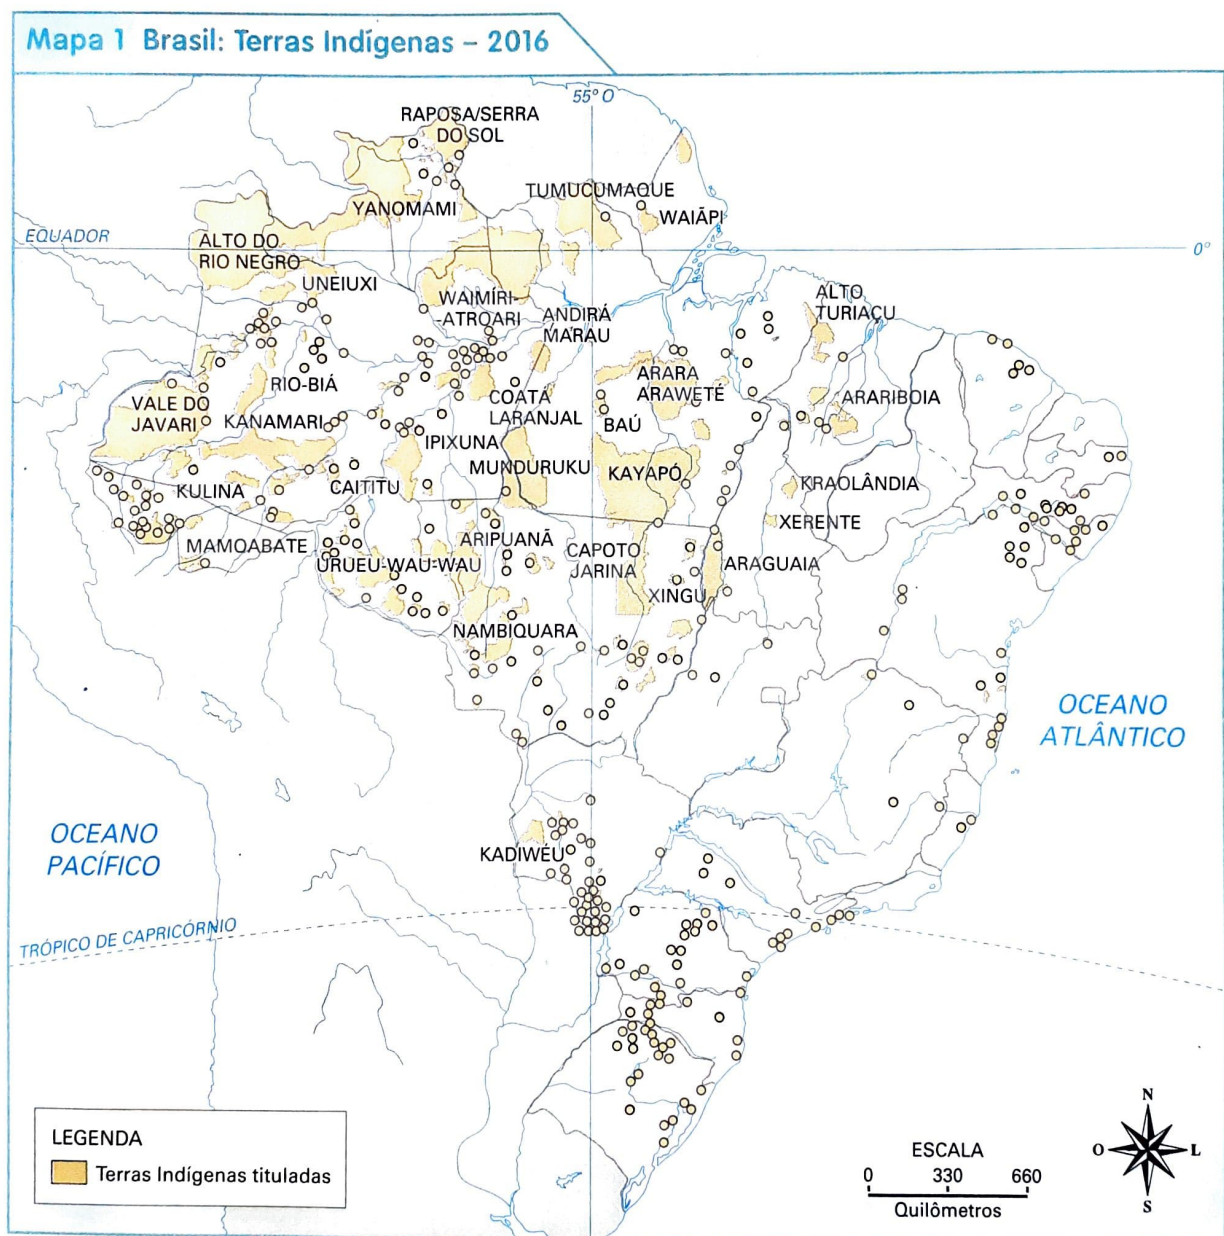 Mapa 1 Brasil: Terras Indígenas – 2016
55° O
RAPOSA/SERRA
DO SOL
TUMUCUMAQUE
YANOMAMI
WAIÃPI
EQUADOR
0°
ALTO DO
RIO NEGRO
UNEIUXI
WAIMÍRI-
-ATROARI
ANDIRÁ
MARAU
ALTO
TURIAÇU
RIO-BIÁ
ARARA
ARAWETÉ
VALE DO
JAVARI
KANAMARI
COATÁ
LARANJAL
BAÚ
ARARIBOIA
IPIXUNA
MUNDURUKU
KAYAPÓ
KULINA
CAITITU
KRAOLÂNDIA
XERENTE
MAMOABATE
ARIPUANÃ
URUEU-WAU-WAU
CAPOTO
JARINA
ARAGUAIA
XINGU
NAMBIQUARA
OCEANO
ATLÂNTICO
OCEANO
PACÍFICO
KADIWÉU
TRÓPICO DE CAPRICÓRNIO
LEGENDA
Terras Indígenas tituladas
ESCALA
0 330 660
Quilômetros
N
O L
S